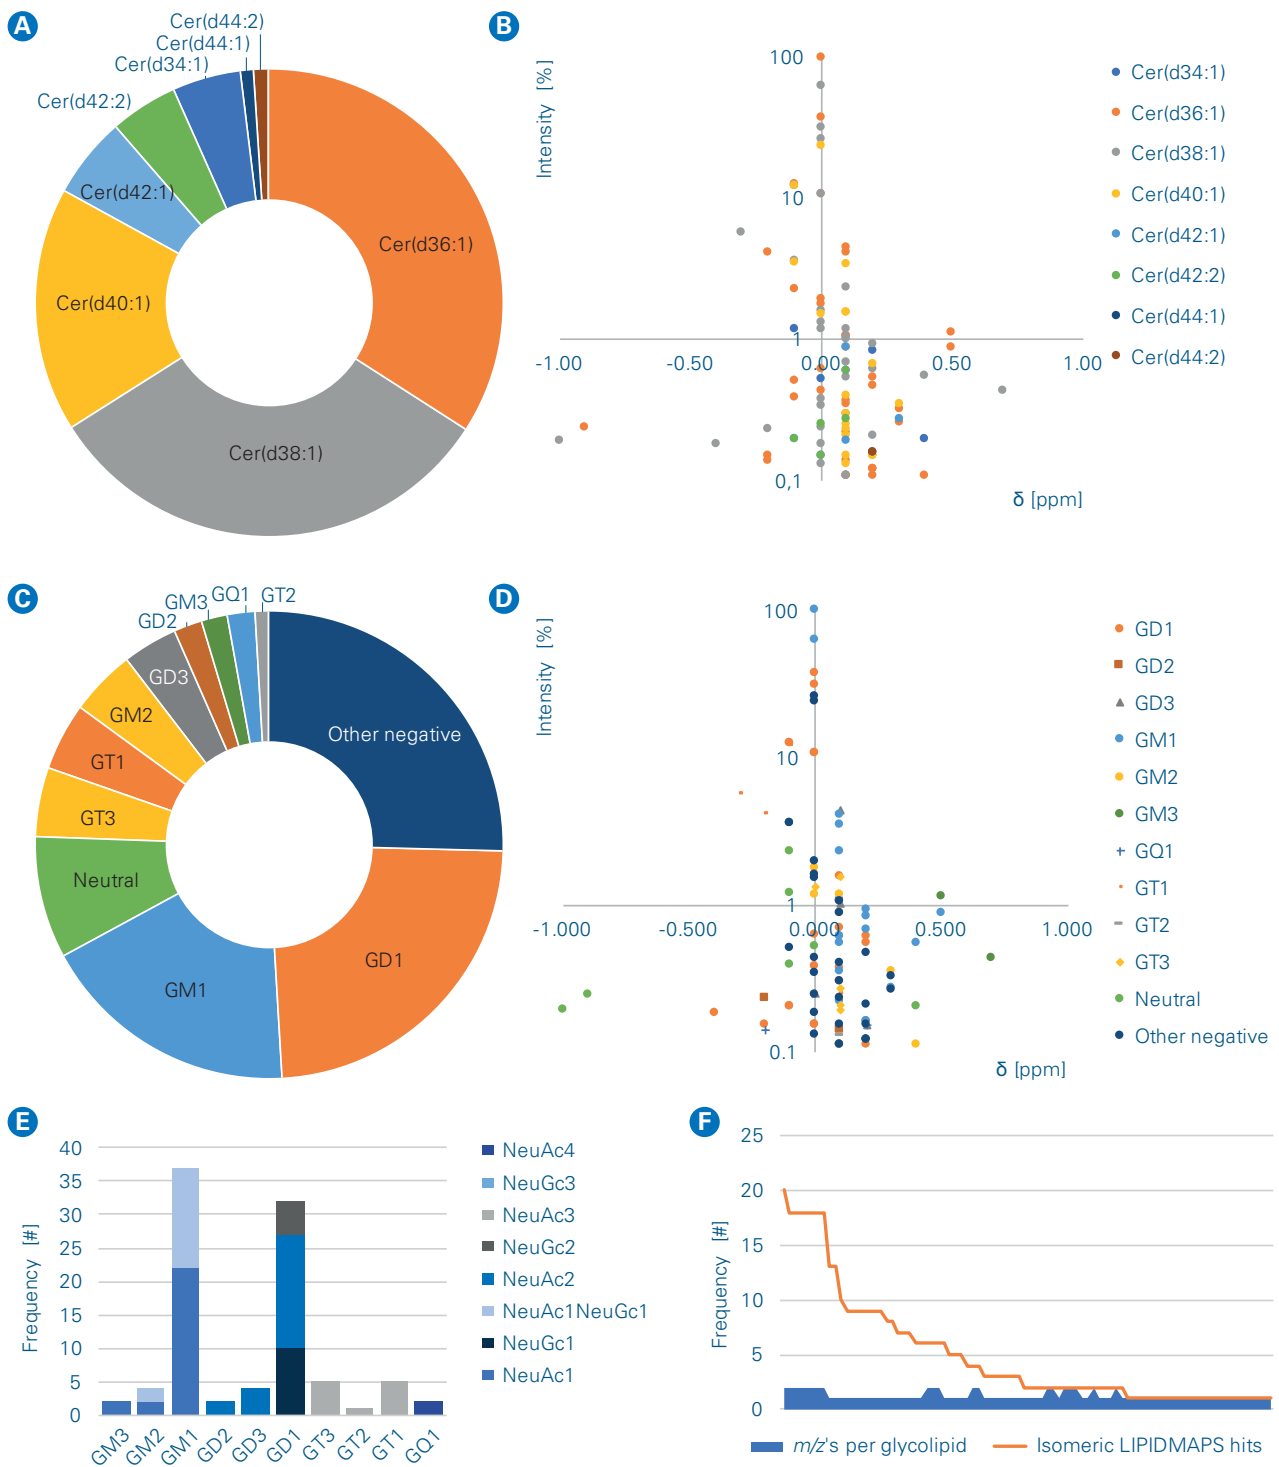 A
Cer(d44:2)
Cer(d44:1)
Cer(d34:1)
Cer(d42:2)
Cer(d42:1)
Cer(d36:1)
Cer(d40:1)
Cer(d38:1)
B
Intensity [%]
100
10
1
0,1
-1.00
-0.50
0.00
0.50
1.00
δ [ppm]
Cer(d34:1)
Cer(d36:1)
Cer(d38:1)
Cer(d40:1)
Cer(d42:1)
Cer(d42:2)
Cer(d44:1)
Cer(d44:2)
C
GT2
GQ1
GM3
GD2
GD3
GM2
GT1
GT3
Neutral
GM1
GD1
Other negative
D
Intensity [%]
100
10
1
0.1
-1.000
-0.500
0.000
0.500
1.000
δ [ppm]
GD1
GD2
GD3
GM1
GM2
GM3
GQ1
GT1
GT2
GT3
Neutral
Other negative
E
Frequency [#]
40
35
30
25
20
15
10
5
0
GM3
GM2
GM1
GD2
GD3
GD1
GT3
GT2
GT1
GQ1
NeuAc4
NeuGc3
NeuAc3
NeuGc2
NeuAc2
NeuAc1NeuGc1
NeuGc1
NeuAc1
F
Frequency [#]
25
20
15
10
5
0
m/z's per glycolipid
Isomeric LIPIDMAPS hits